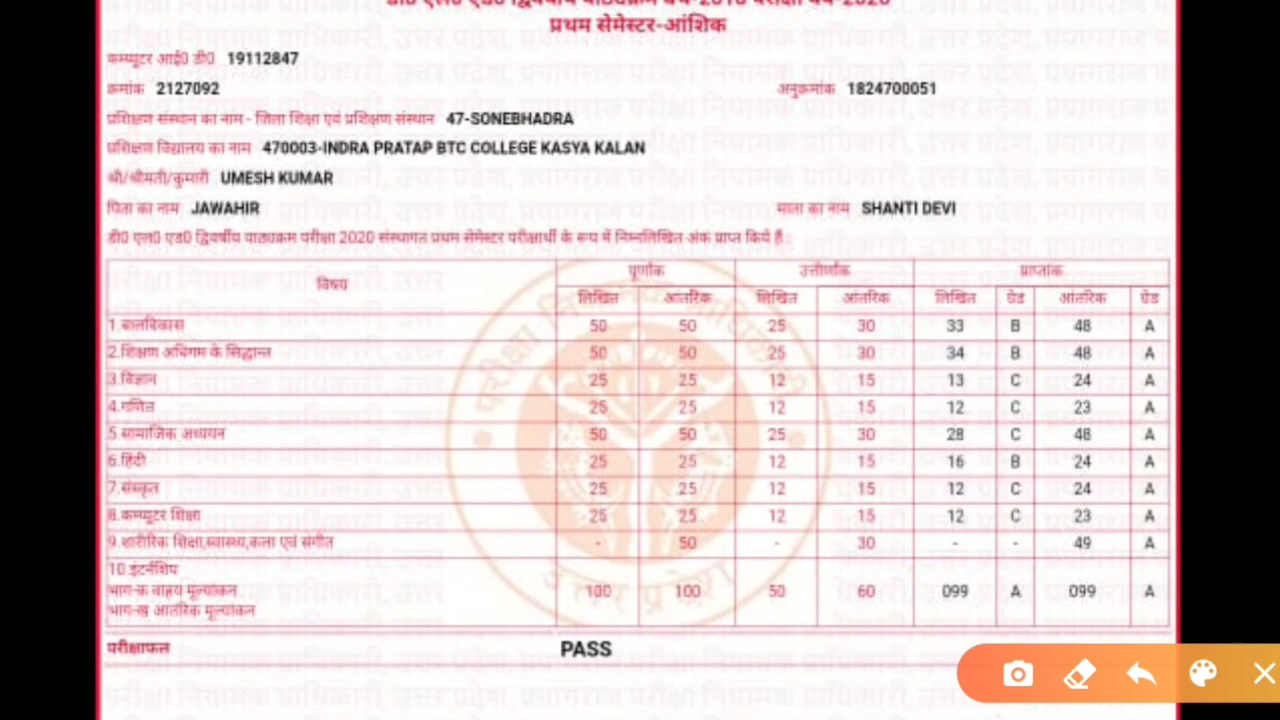 प्रथम सेमेस्टर-आंशिक
कम्प्यूटर आई0 डी0 19112847
क्रमांक 2127092 अनुक्रमांक 1824700051
प्रशिक्षण संस्थान का नाम - जिला शिक्षा एवं प्रशिक्षण संस्थान 47-SONEBHADRA
प्रशिक्षण विद्यालय का नाम 470003-INDRA PRATAP BTC COLLEGE KASYA KALAN
श्री/श्रीमती/कुमारी UMESH KUMAR
पिता का नाम JAWAHIR माता का नाम SHANTI DEVI
डी0 एल0 एड0 द्विवर्षीय पाठ्यक्रम परीक्षा 2020 संस्थागत प्रथम सेमेस्टर परीक्षार्थी के रूप में निम्नलिखित अंक प्राप्त किये हैं :
विषय पूर्णांक उत्तीर्णांक प्राप्तांक
लिखित आंतरिक लिखित आंतरिक लिखित ग्रेड आंतरिक ग्रेड
1.बालविकास 50 50 25 30 33 B 48 A
2.शिक्षण अधिगम के सिद्धान्त 50 50 25 30 34 B 48 A
3.विज्ञान 25 25 12 15 13 C 24 A
4.गणित 25 25 12 15 12 C 23 A
5.सामाजिक अध्ययन 50 50 25 30 28 C 48 A
6.हिंदी 25 25 12 15 16 B 24 A
7.संस्कृत 25 25 12 15 12 C 24 A
8.कम्प्यूटर शिक्षा 25 25 12 15 12 C 23 A
9.शारीरिक शिक्षा,स्वास्थ्य,कला एवं संगीत - 50 - 30 - - 49 A
10.इंटर्नशिप
भाग-क वाह्य मूल्यांकन 100 100 50 60 099 A 099 A
भाग-ख आंतरिक मूल्यांकन
परीक्षाफल PASS